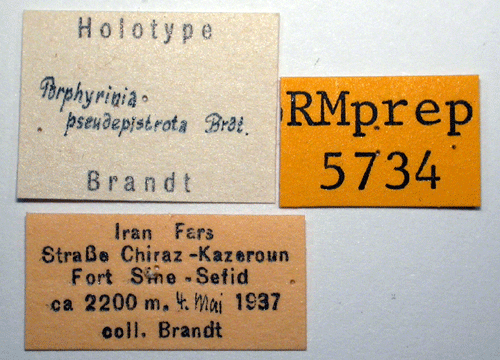 Holotype
Porphyrinia
pseudepistrota Brdt.
Brandt
RMprep
5734
Iran Fars
Straße Chiraz-Kazeroun
Fort Sine-Sefid
ca 2200 m. 4. Mai 1937
coll. Brandt